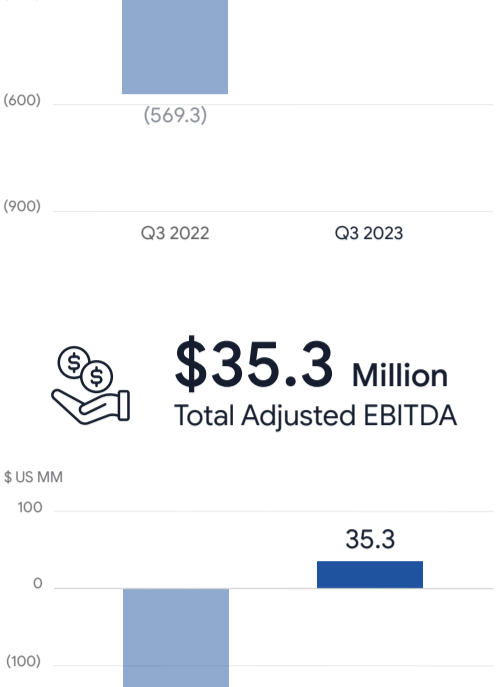 (600)
(569.3)
(900)
Q3 2022 Q3 2023
$ $
$35.3 Million
Total Adjusted EBITDA
$ US MM
100
35.3
0
(100)